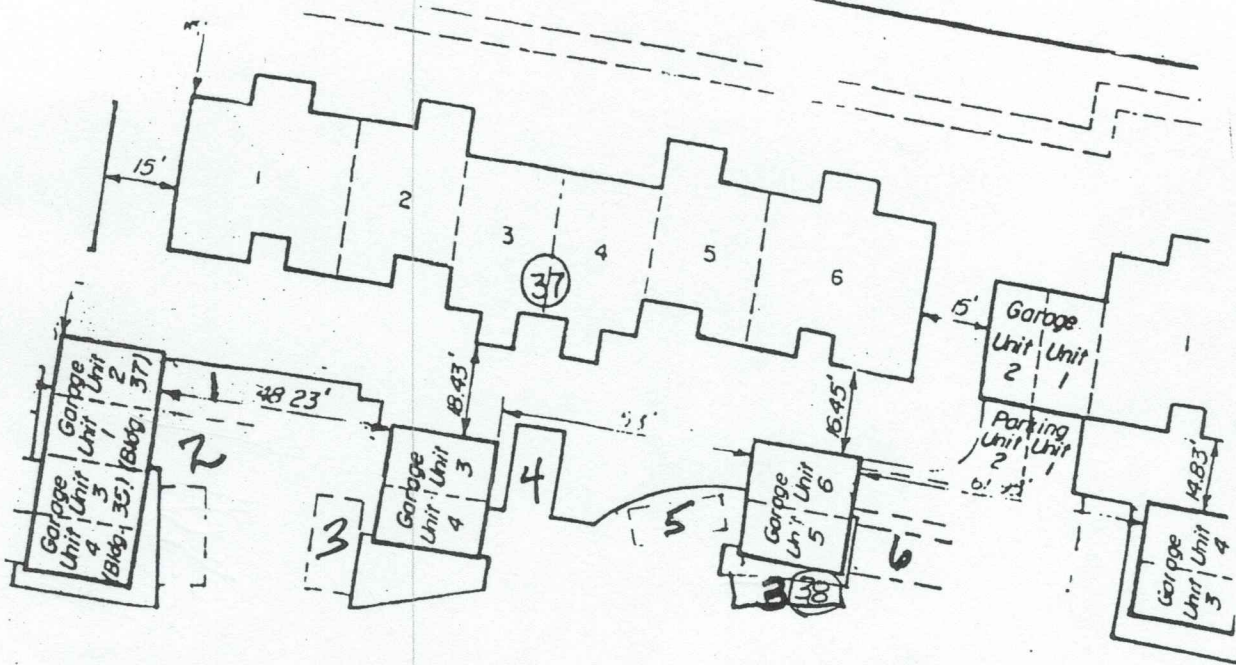 15'
1
2
3
4
5
6
37
15'
Garage
Unit 2
Unit 1
Parking
Unit 2
Unit 1
1
Garage
Unit 1
Unit 2
(Bldg. 37)
Garage
Unit 4
Unit 3
(Bldg. 35)
1
48.23'
2
18.43'
3
Garage
Unit 4
Unit 3
4
5
16.45'
Garage
Unit 5
Unit 6
6
3
38
14.83'
Garage
Unit 3
Unit 4